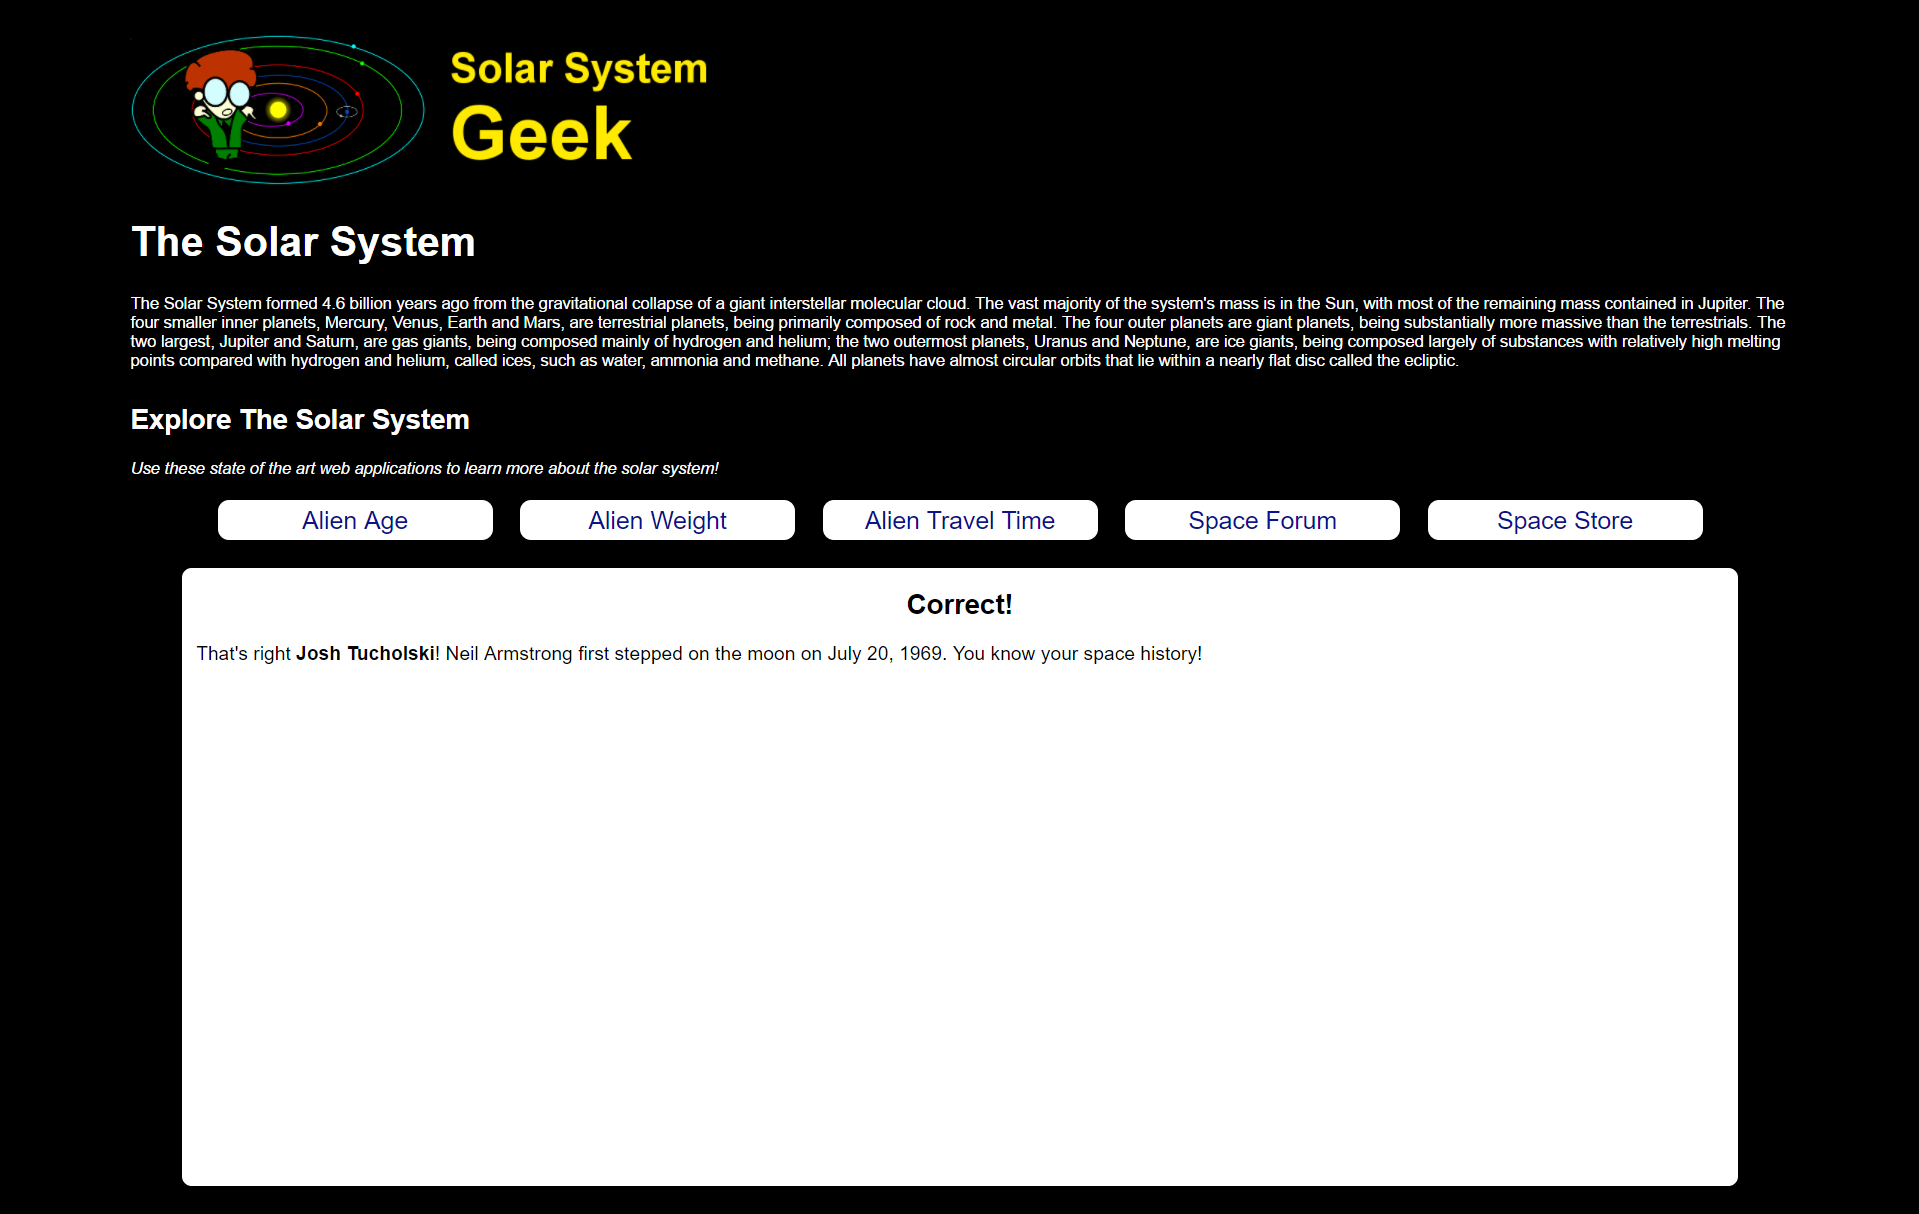 Solar System
Geek
The Solar System
The Solar System formed 4.6 billion years ago from the gravitational collapse of a giant interstellar molecular cloud. The vast majority of the system's mass is in the Sun, with most of the remaining mass contained in Jupiter. The
four smaller inner planets, Mercury, Venus, Earth and Mars, are terrestrial planets, being primarily composed of rock and metal. The four outer planets are giant planets, being substantially more massive than the terrestrials. The
two largest, Jupiter and Saturn, are gas giants, being composed mainly of hydrogen and helium; the two outermost planets, Uranus and Neptune, are ice giants, being composed largely of substances with relatively high melting
points compared with hydrogen and helium, called ices, such as water, ammonia and methane. All planets have almost circular orbits that lie within a nearly flat disc called the ecliptic.
Explore The Solar System
Use these state of the art web applications to learn more about the solar system!
Alien Age
Alien Weight
Alien Travel Time
Space Forum
Space Store
Correct!
That's right Josh Tucholski! Neil Armstrong first stepped on the moon on July 20, 1969. You know your space history!